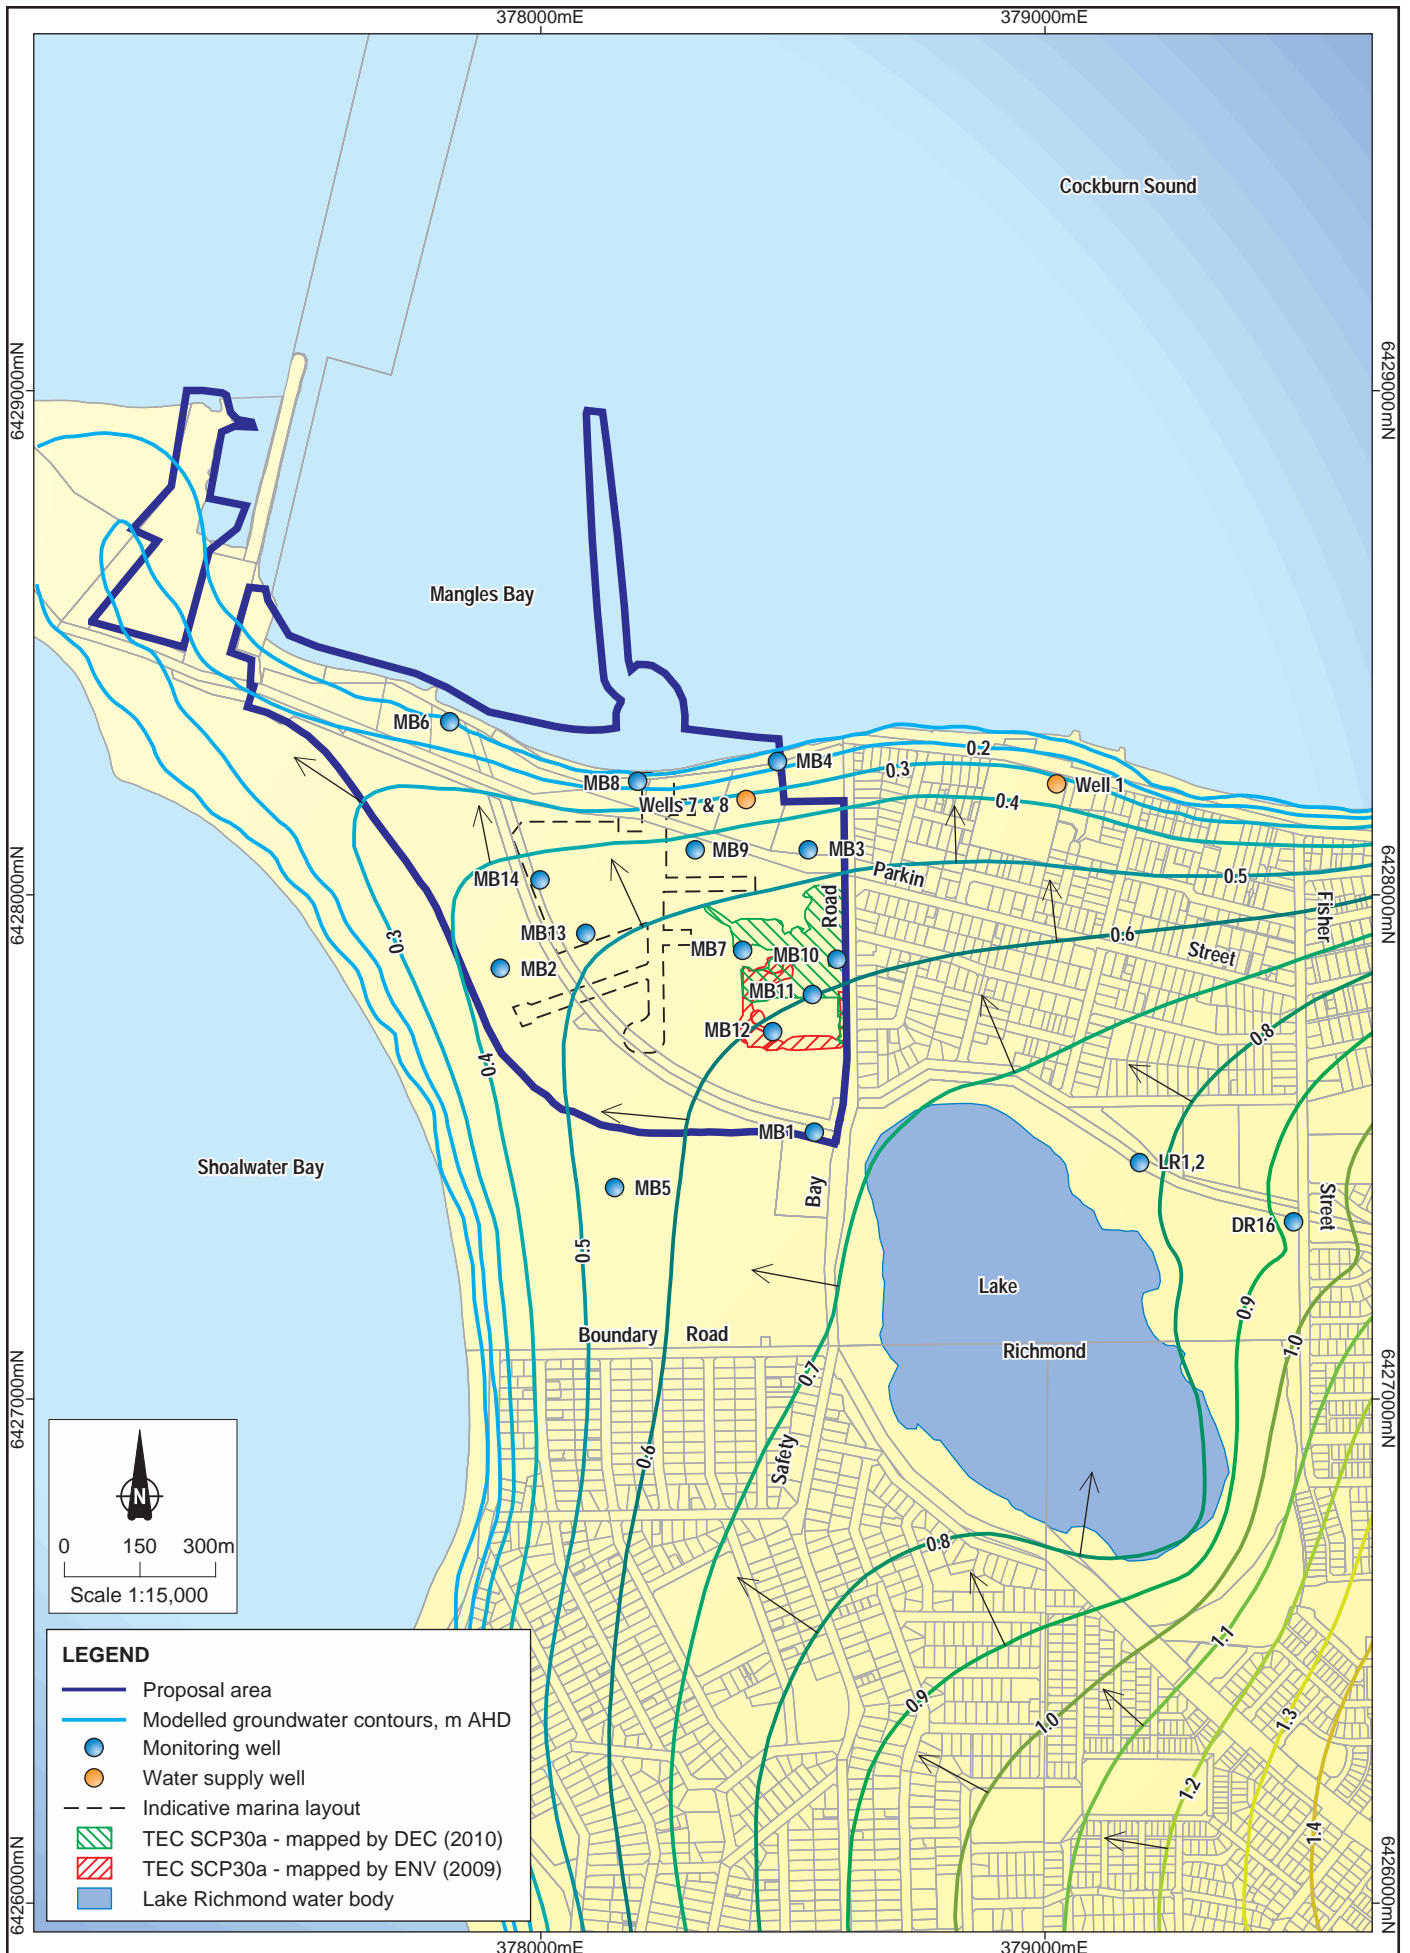 378000mE
379000mE
Cockburn Sound
6429000mN
6429000mN
Mangles Bay
MB6
MB4
0.2
0.3
MB8
Wells 7 & 8
Well 1
0.4
MB9
MB3
Parkin
0.5
MB14
Road
Fisher
6428000mN
6428000mN
MB13
0.3
MB7
MB10
0.6
Street
MB2
MB11
MB12
0.8
0.4
MB1
LR1,2
Shoalwater Bay
MB5
Bay
Street
DR16
0.5
Lake
0.9
Boundary Road
Richmond
1.0
0.7
6427000mN
6427000mN
0.6
Safety
N
0 150 300m
Scale 1:15,000
0.8
1.1
LEGEND
Proposal area
Modelled groundwater contours, m AHD
Monitoring well
Water supply well
Indicative marina layout
TEC SCP30a - mapped by DEC (2010)
TEC SCP30a - mapped by ENV (2009)
Lake Richmond water body
0.9
1.0
1.3
1.2
1.4
6426000mN
6426000mN
378000mE
379000mE